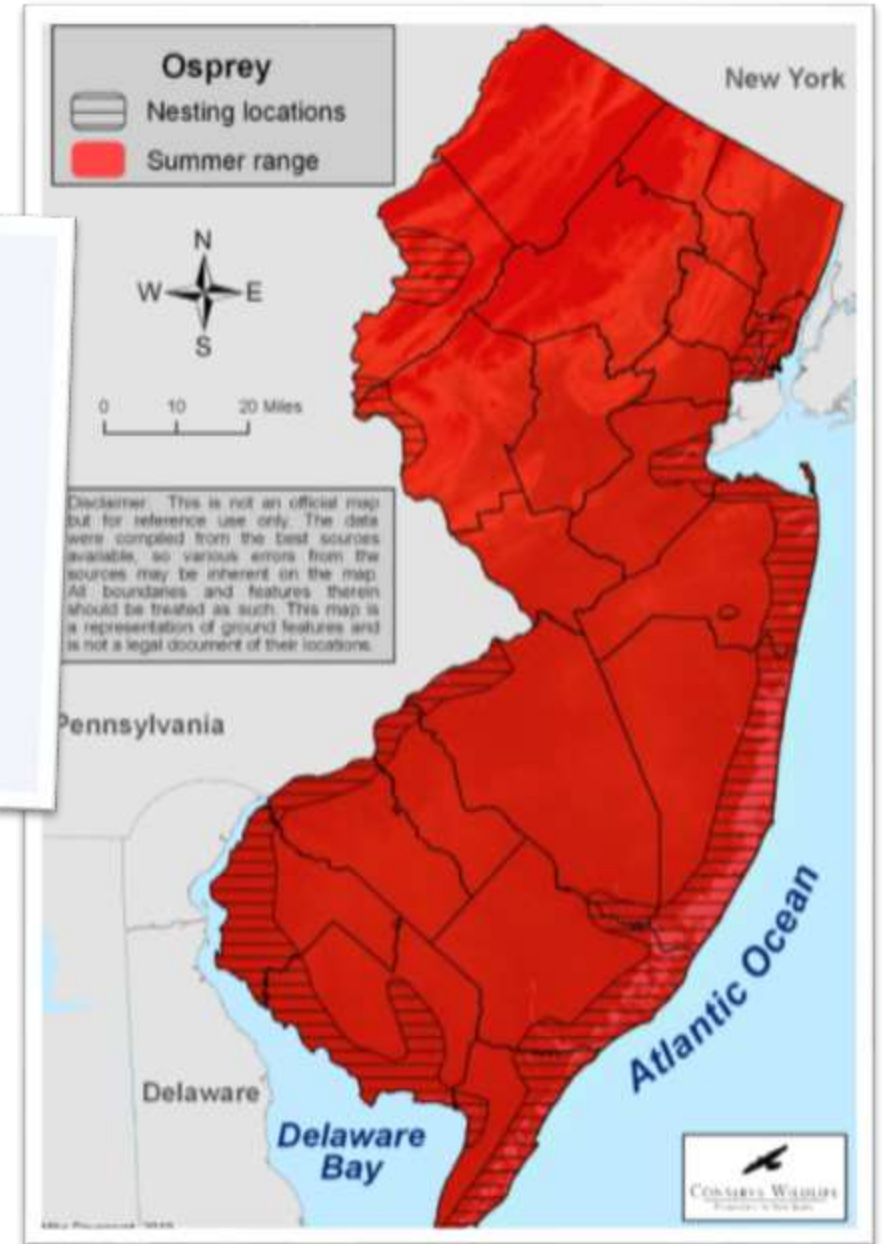 Osprey
Nesting locations
Summer range
New York
N
W E
S
0 10 20 Miles
Disclaimer: This is not an official map
but for reference use only. The data
were compiled from the best sources
available, so various errors from the
sources may be inherent on the map.
All boundaries and features therein
should be treated as such. This map is
a representation of ground features and
is not a legal document of their locations.
Pennsylvania
Atlantic Ocean
Delaware
Delaware
Bay
Conserve Wildlife